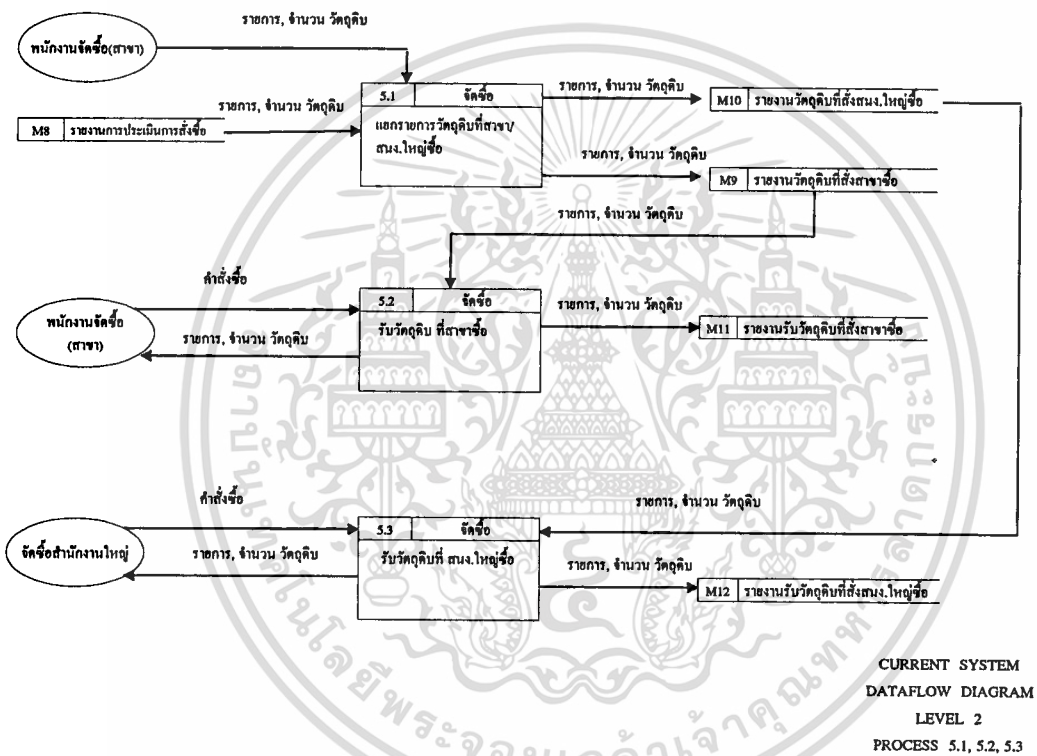 รายการ, จำนวน วัตถุดิบ
พนักงานจัดซื้อ(สาขา)
5.1 จัดซื้อ
รายการ, จำนวน วัตถุดิบ
รายการ, จำนวน วัตถุดิบ
M10 รายงานวัตถุดิบที่สั่งสนง.ใหญ่ซื้อ
M8 รายงานการประเมินการสั่งซื้อ
แยกรายการวัตถุดิบที่สาขา/
สนง.ใหญ่ซื้อ
รายการ, จำนวน วัตถุดิบ
M9 รายงานวัตถุดิบที่สั่งสาขาซื้อ
รายการ, จำนวน วัตถุดิบ
คำสั่งซื้อ
5.2 จัดซื้อ
รายการ, จำนวน วัตถุดิบ
พนักงานจัดซื้อ
(สาขา)
รายการ, จำนวน วัตถุดิบ
รับวัตถุดิบ ที่สาขาซื้อ
M11 รายงานรับวัตถุดิบที่สั่งสาขาซื้อ
คำสั่งซื้อ
รายการ, จำนวน วัตถุดิบ
5.3 จัดซื้อ
จัดซื้อสำนักงานใหญ่
รายการ, จำนวน วัตถุดิบ
รับวัตถุดิบที่ สนง.ใหญ่ซื้อ
รายการ, จำนวน วัตถุดิบ
M12 รายงานรับวัตถุดิบที่สั่งสนง.ใหญ่ซื้อ
CURRENT SYSTEM
DATAFLOW DIAGRAM
LEVEL 2
PROCESS 5.1, 5.2, 5.3